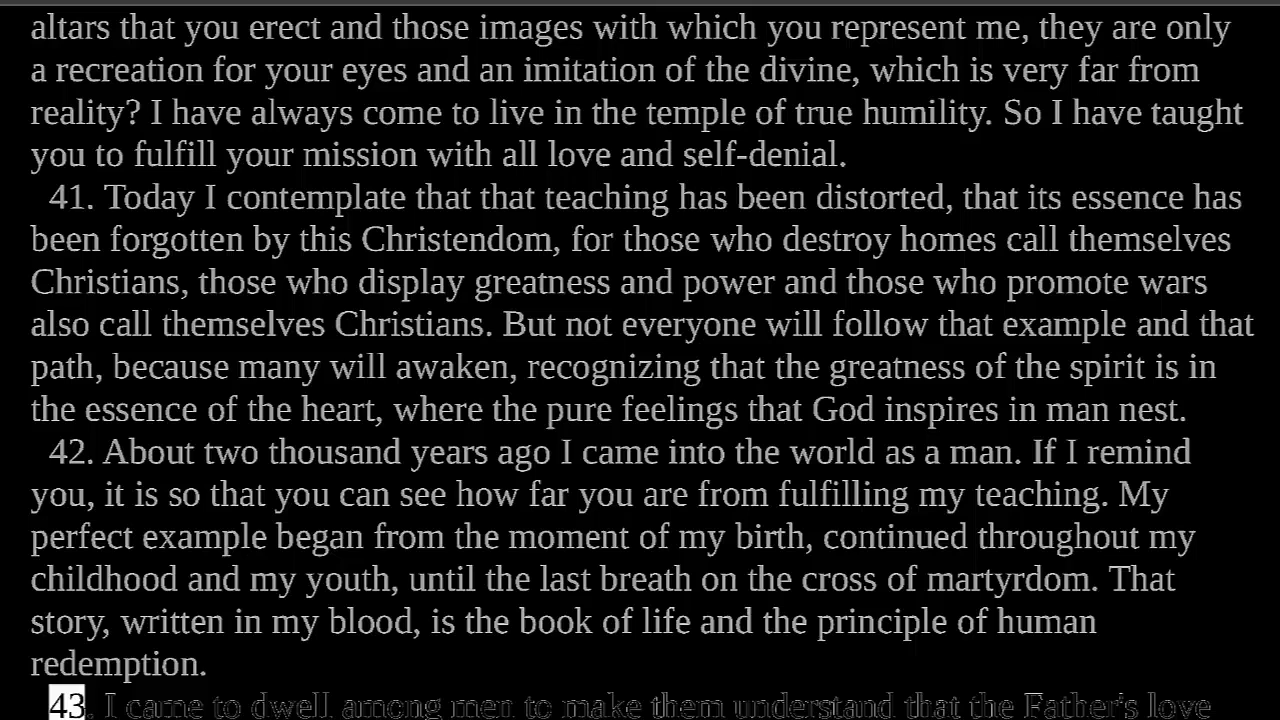 altars that you erect and those images with which you represent me, they are only
a recreation for your eyes and an imitation of the divine, which is very far from
reality? I have always come to live in the temple of true humility. So I have taught
you to fulfill your mission with all love and self-denial.
41. Today I contemplate that that teaching has been distorted, that its essence has
been forgotten by this Christendom, for those who destroy homes call themselves
Christians, those who display greatness and power and those who promote wars
also call themselves Christians. But not everyone will follow that example and that
path, because many will awaken, recognizing that the greatness of the spirit is in
the essence of the heart, where the pure feelings that God inspires in man nest.
42. About two thousand years ago I came into the world as a man. If I remind
you, it is so that you can see how far you are from fulfilling my teaching. My
perfect example began from the moment of my birth, continued throughout my
childhood and my youth, until the last breath on the cross of martyrdom. That
story, written in my blood, is the book of life and the principle of human
redemption.
43. I came to dwell among men to make them understand that the Father's love